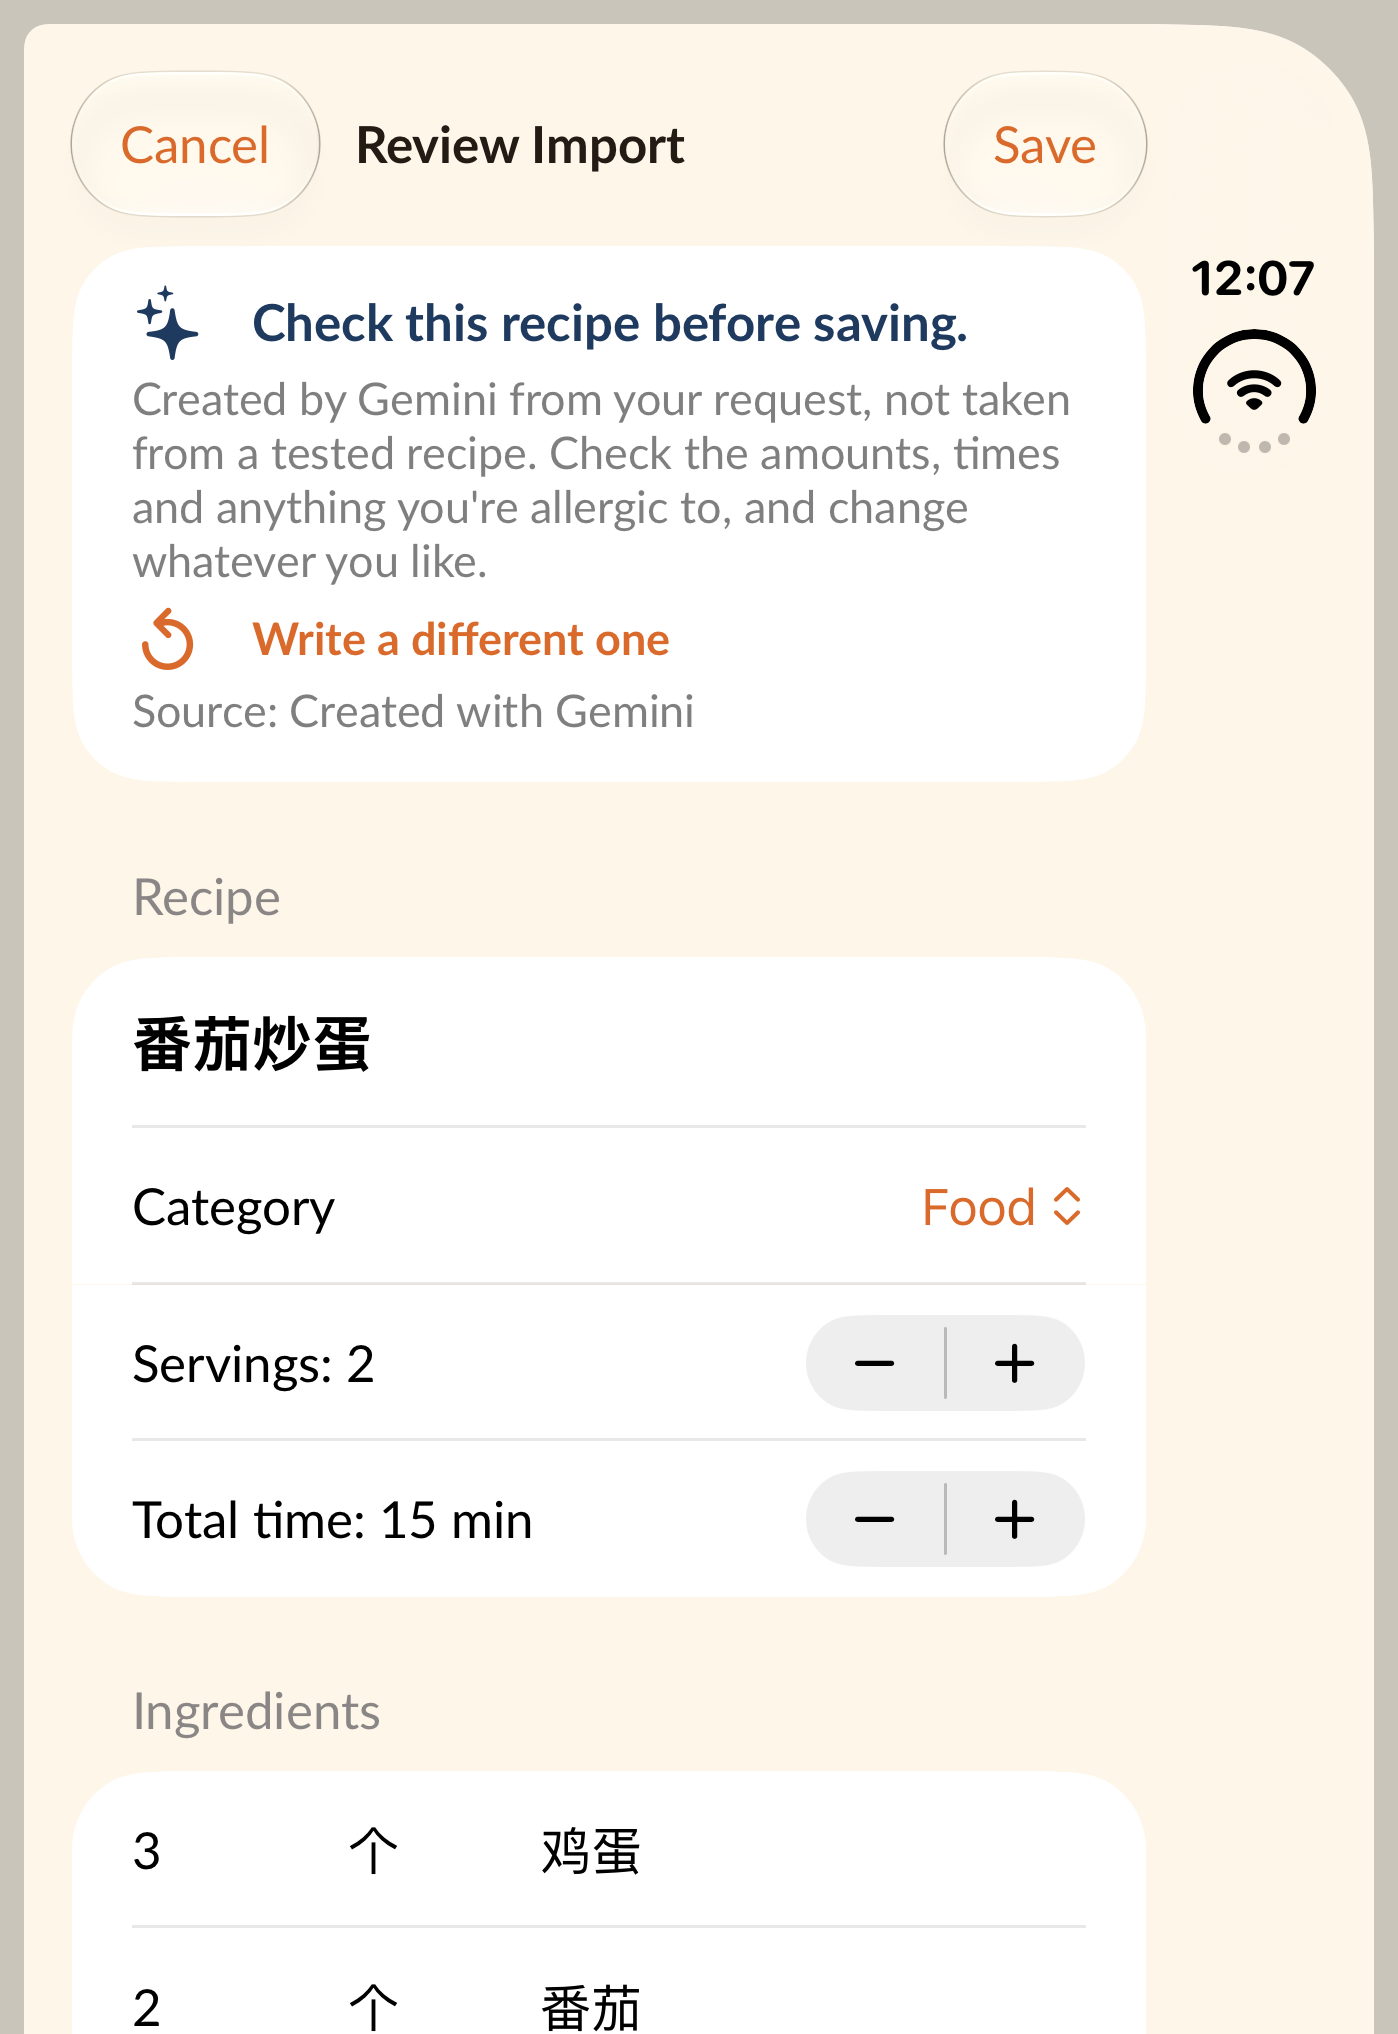 Cancel
Review Import
Save
12:07
Check this recipe before saving.
Created by Gemini from your request, not taken
from a tested recipe. Check the amounts, times
and anything you're allergic to, and change
whatever you like.
Write a different one
Source: Created with Gemini
Recipe
番茄炒蛋
Category
Food
Servings: 2
Total time: 15 min
Ingredients
3 个 鸡蛋
2 个 番茄